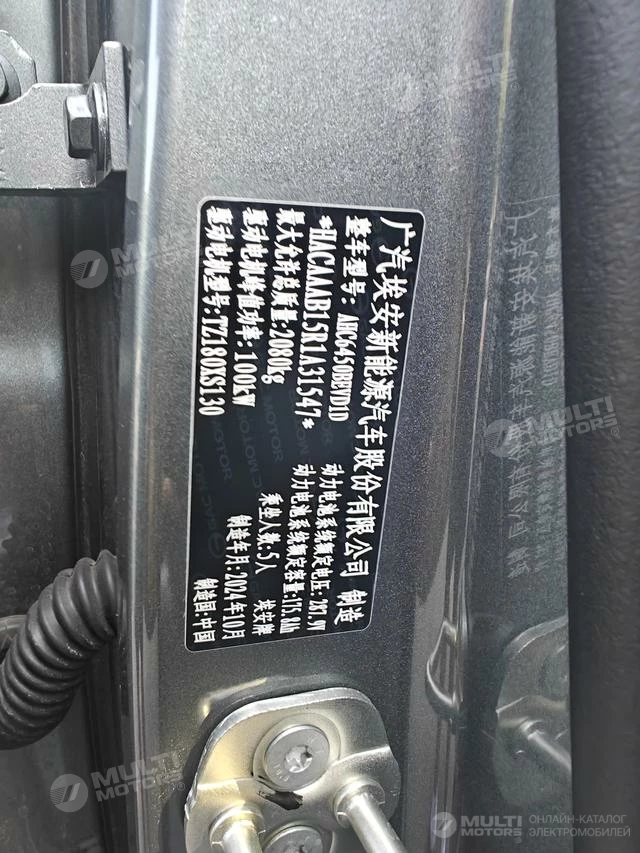 广汽埃安新能源汽车股份有限公司 制造
整车型号: AHC6450BEVD1D 动力电池系统额定电压: 287.9V
*HACAAAB15R1A31547* 动力电池系统额定容量: 175.8Ah
最大允许总质量: 2080kg 乘坐人数: 5人 埃安牌
驱动电机峰值功率: 100kW 制造年月: 2024年10月
驱动电机型号: TZ180XS130 制造国: 中国
MULTI MOTORS
MULTI MOTORS
MULTI MOTORS
MULTI MOTORS
MULTI MOTORS ОНЛАЙН-КАТАЛОГ ЭЛЕКТРОМОБИЛЕЙ